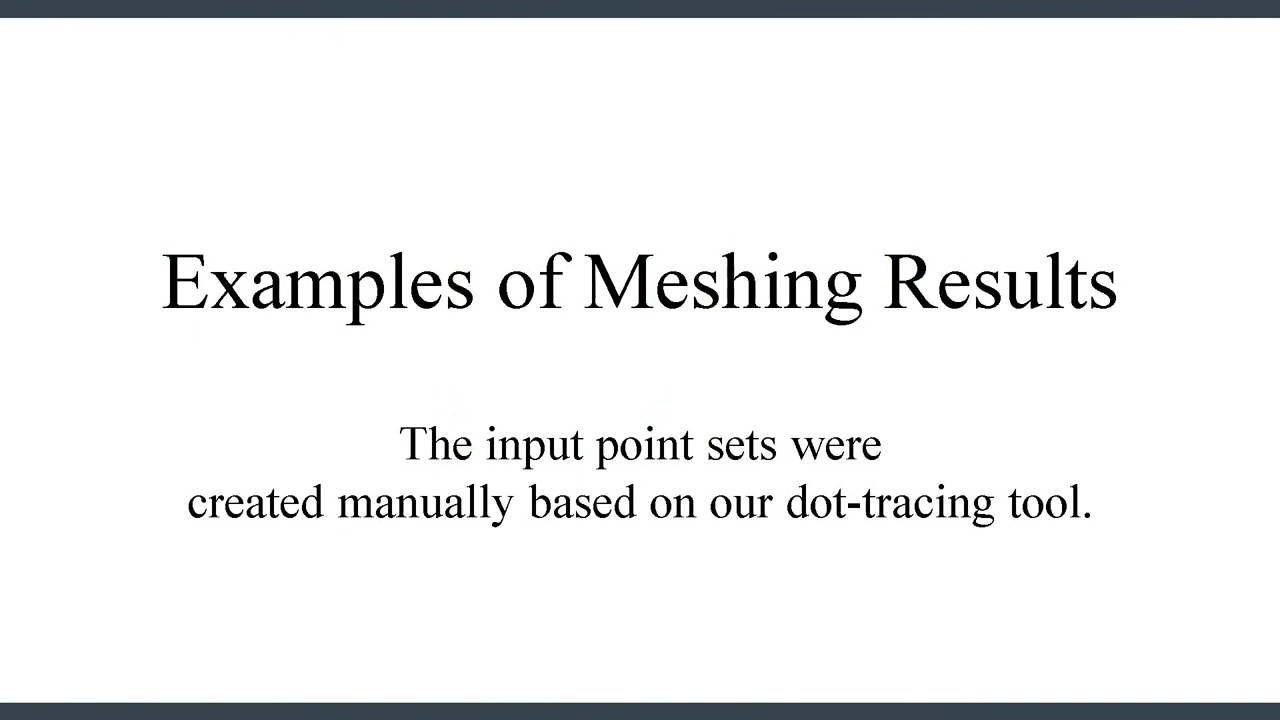 Examples of Meshing Results
The input point sets were
created manually based on our dot-tracing tool.